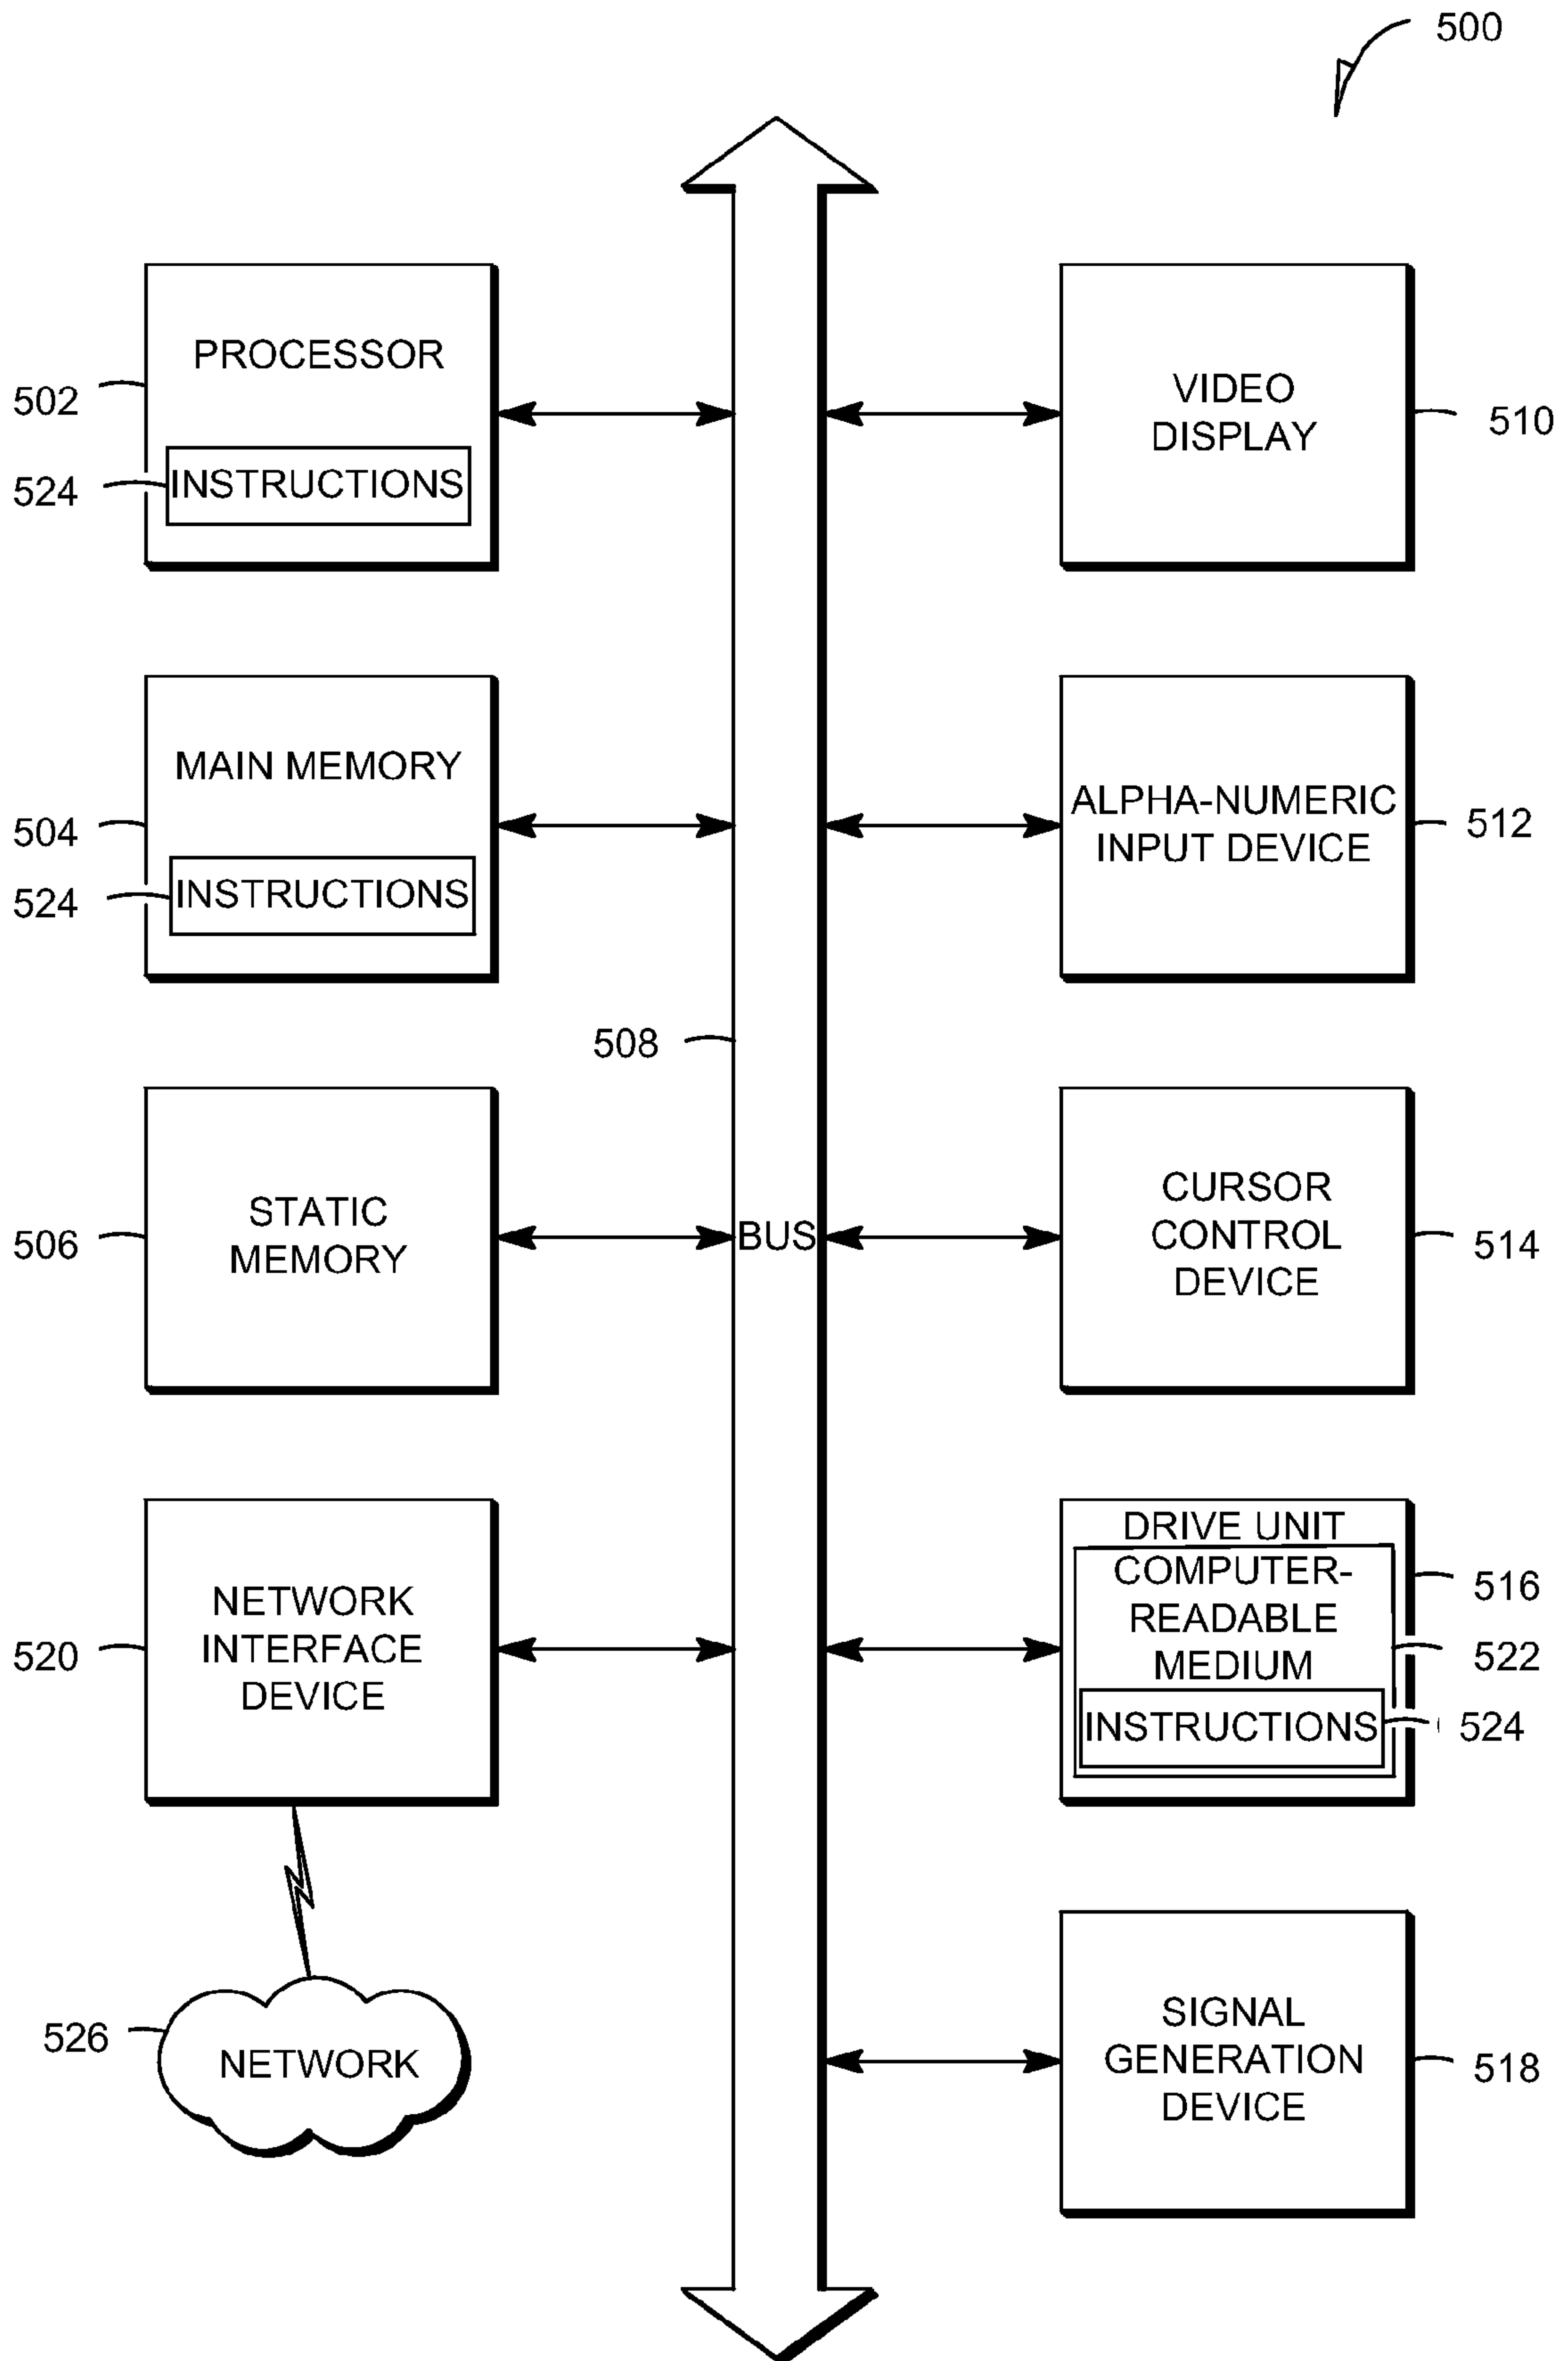 500
PROCESSOR
502
524
INSTRUCTIONS
VIDEO
DISPLAY
510
MAIN MEMORY
504
524
INSTRUCTIONS
ALPHA-NUMERIC
INPUT DEVICE
512
508
STATIC
MEMORY
506
BUS
CURSOR
CONTROL
DEVICE
514
NETWORK
INTERFACE
DEVICE
520
DRIVE UNIT
COMPUTER-
READABLE
MEDIUM
INSTRUCTIONS
516
522
524
526
NETWORK
SIGNAL
GENERATION
DEVICE
518